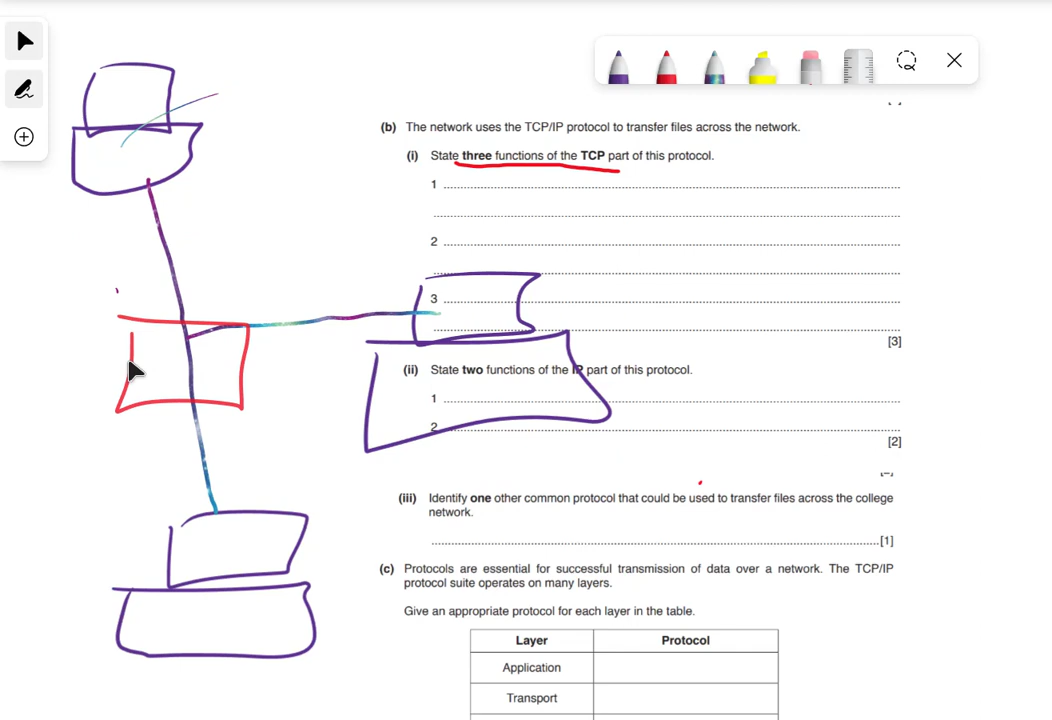 (b) The network uses the TCP/IP protocol to transfer files across the network.
(i) State three functions of the TCP part of this protocol.
1
2
3
[3]
(ii) State two functions of the IP part of this protocol.
1
2
[2]
(iii) Identify one other common protocol that could be used to transfer files across the college
network.
[1]
(c) Protocols are essential for successful transmission of data over a network. The TCP/IP
protocol suite operates on many layers.
Give an appropriate protocol for each layer in the table.
Layer Protocol
Application
Transport